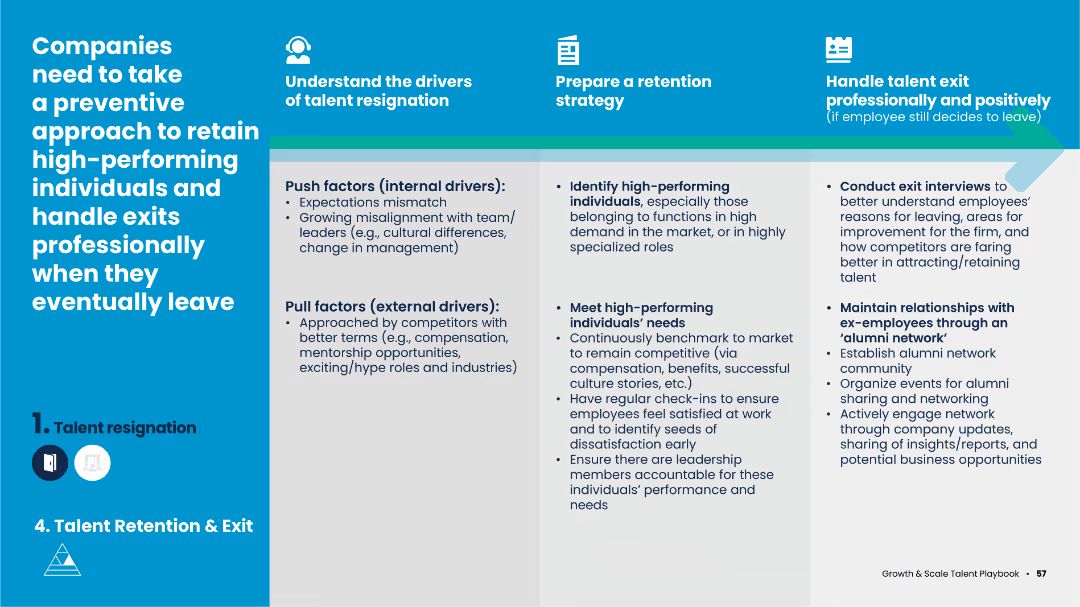 Companies
need to take
a preventive
approach to retain
high-performing
individuals and
handle exits
professionally
when they
eventually leave
1. Talent resignation
4. Talent Retention & Exit
Understand the drivers
of talent resignation
Push factors (internal drivers):
• Expectations mismatch
• Growing misalignment with team/
leaders (e.g., cultural differences,
change in management)
Pull factors (external drivers):
• Approached by competitors with
better terms (e.g., compensation,
mentorship opportunities,
exciting/hype roles and industries)
Prepare a retention
strategy
• Identify high-performing
individuals, especially those
belonging to functions in high
demand in the market, or in highly
specialized roles
• Meet high-performing
individuals’ needs
• Continuously benchmark to market
to remain competitive (via
compensation, benefits, successful
culture stories, etc.)
• Have regular check-ins to ensure
employees feel satisfied at work
and to identify seeds of
dissatisfaction early
• Ensure there are leadership
members accountable for these
individuals’ performance and
needs
Handle talent exit
professionally and positively
(if employee still decides to leave)
• Conduct exit interviews to
better understand employees’
reasons for leaving, areas for
improvement for the firm, and
how competitors are faring
better in attracting/retaining
talent
• Maintain relationships with
ex-employees through an
‘alumni network’
• Establish alumni network
community
• Organize events for alumni
sharing and networking
• Actively engage network
through company updates,
sharing of insights/reports, and
potential business opportunities
Growth & Scale Talent Playbook • 57